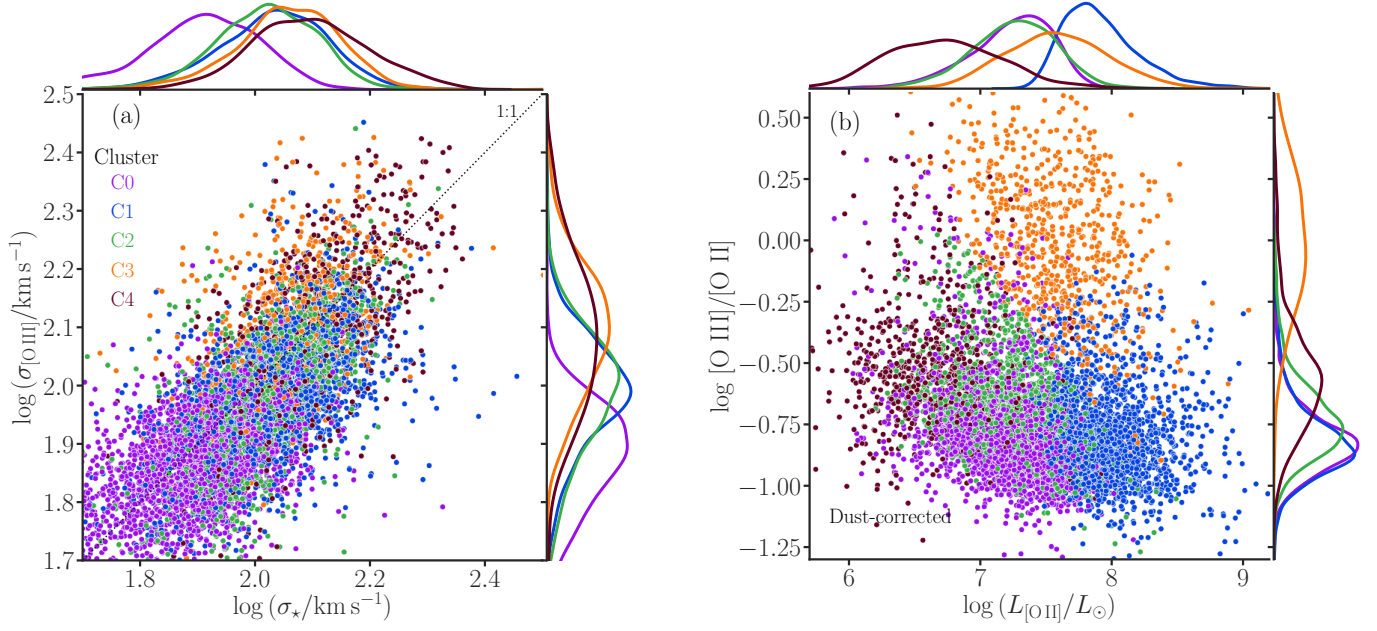 2.5
2.4
2.3
2.2
2.1
2.0
1.9
1.8
1.7
log (σ[O III]/km s⁻¹)
(a)
1:1
Cluster
C0
C1
C2
C3
C4
1.8 2.0 2.2 2.4
log (σ⋆/km s⁻¹)
0.50
0.25
0.00
−0.25
−0.50
−0.75
−1.00
−1.25
log [O III]/[O II]
(b)
Dust-corrected
6 7 8 9
log (L[O II]/L⊙)